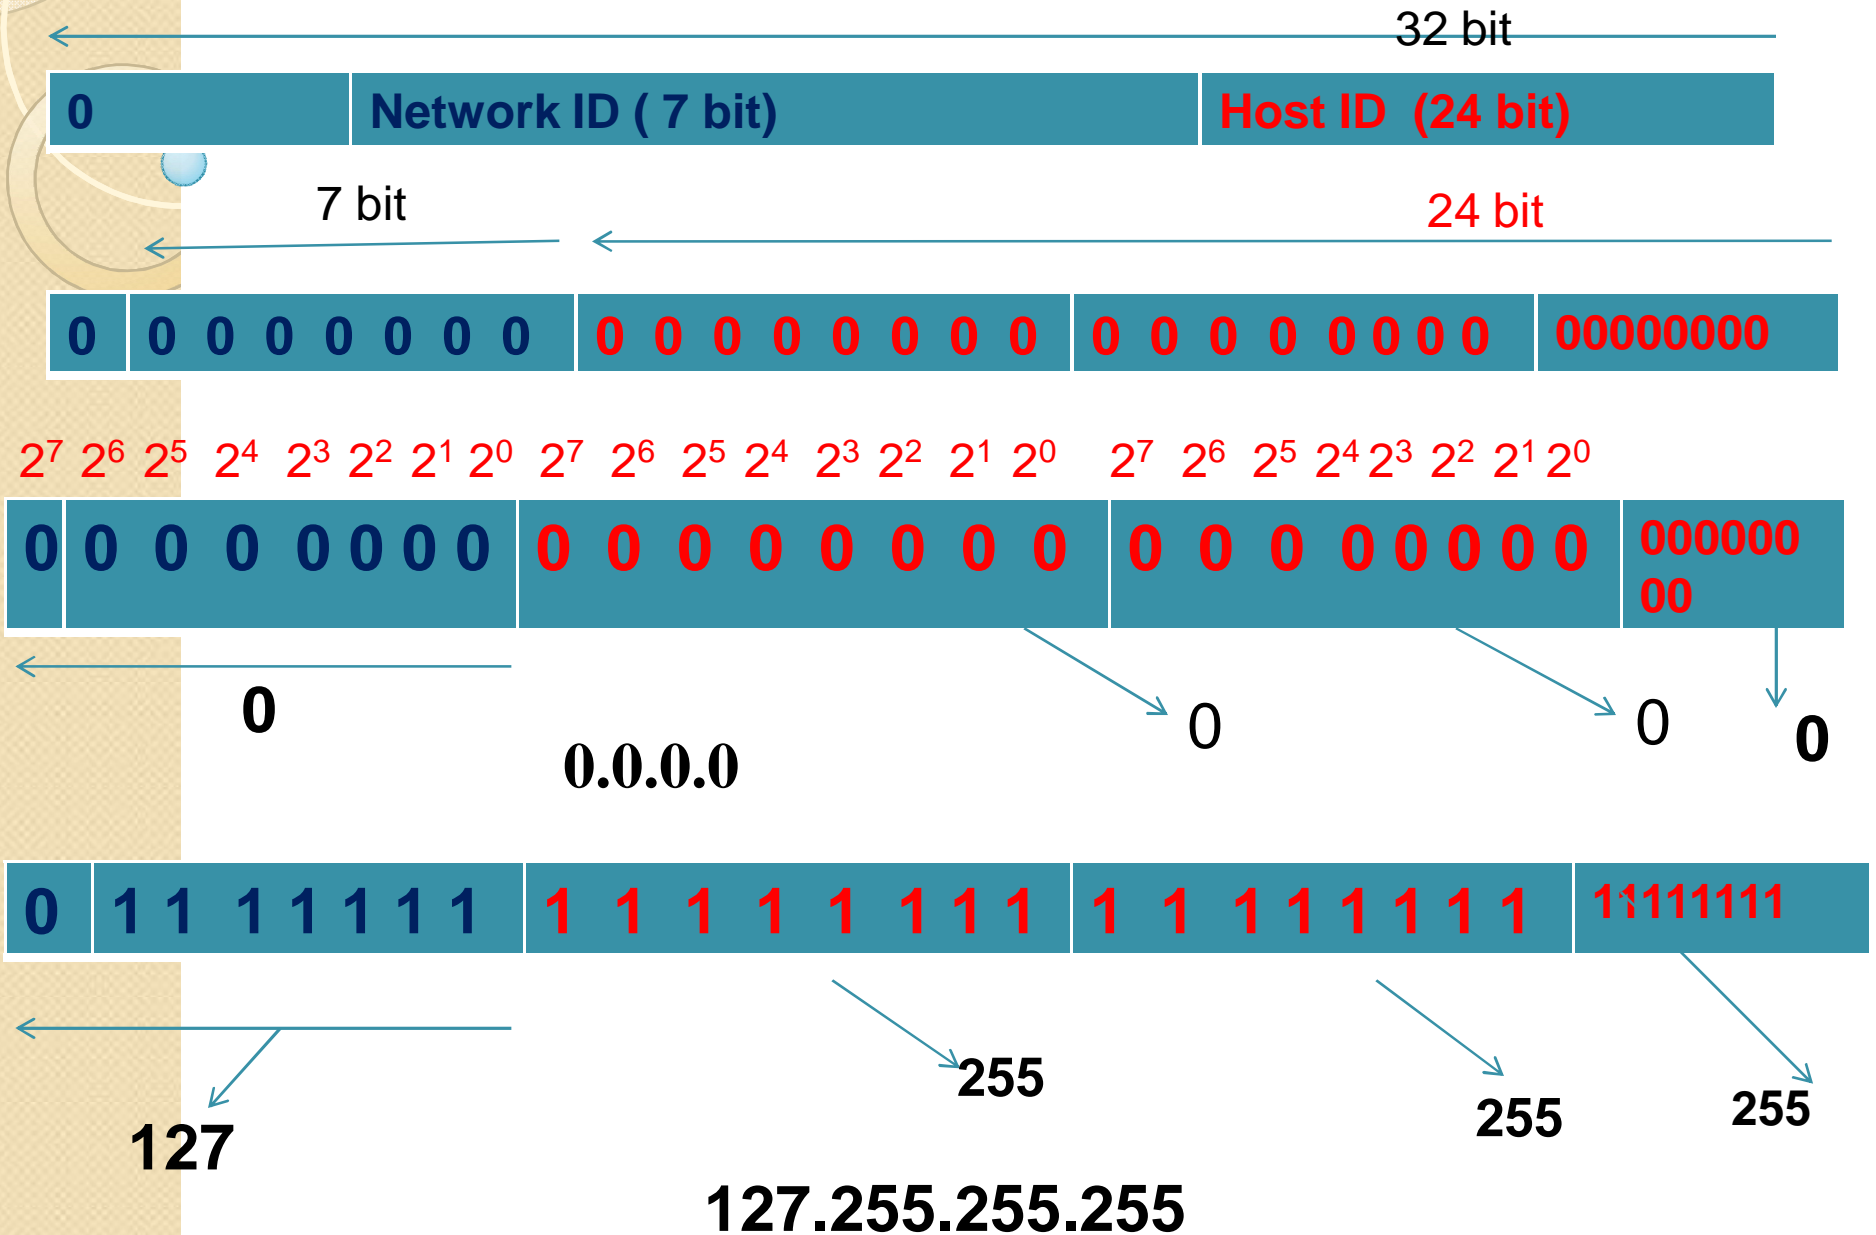 32 bit
0 Network ID ( 7 bit) Host ID (24 bit)
7 bit 24 bit
0 0 0 0 0 0 0 0 0 0 0 0 0 0 0 0 0 0 0 0 0 0 0 0 00000000
2⁷ 2⁶ 2⁵ 2⁴ 2³ 2² 2¹ 2⁰ 2⁷ 2⁶ 2⁵ 2⁴ 2³ 2² 2¹ 2⁰ 2⁷ 2⁶ 2⁵ 2⁴ 2³ 2² 2¹ 2⁰
0 0 0 0 0 0 0 0 0 0 0 0 0 0 0 0 0 0 0 0 0 0 0 0 000000
00
0 0 0 0
0.0.0.0
0 1 1 1 1 1 1 1 1 1 1 1 1 1 1 1 1 1 1 1 1 1 1 1 11111111
255
127 255 255
127.255.255.255